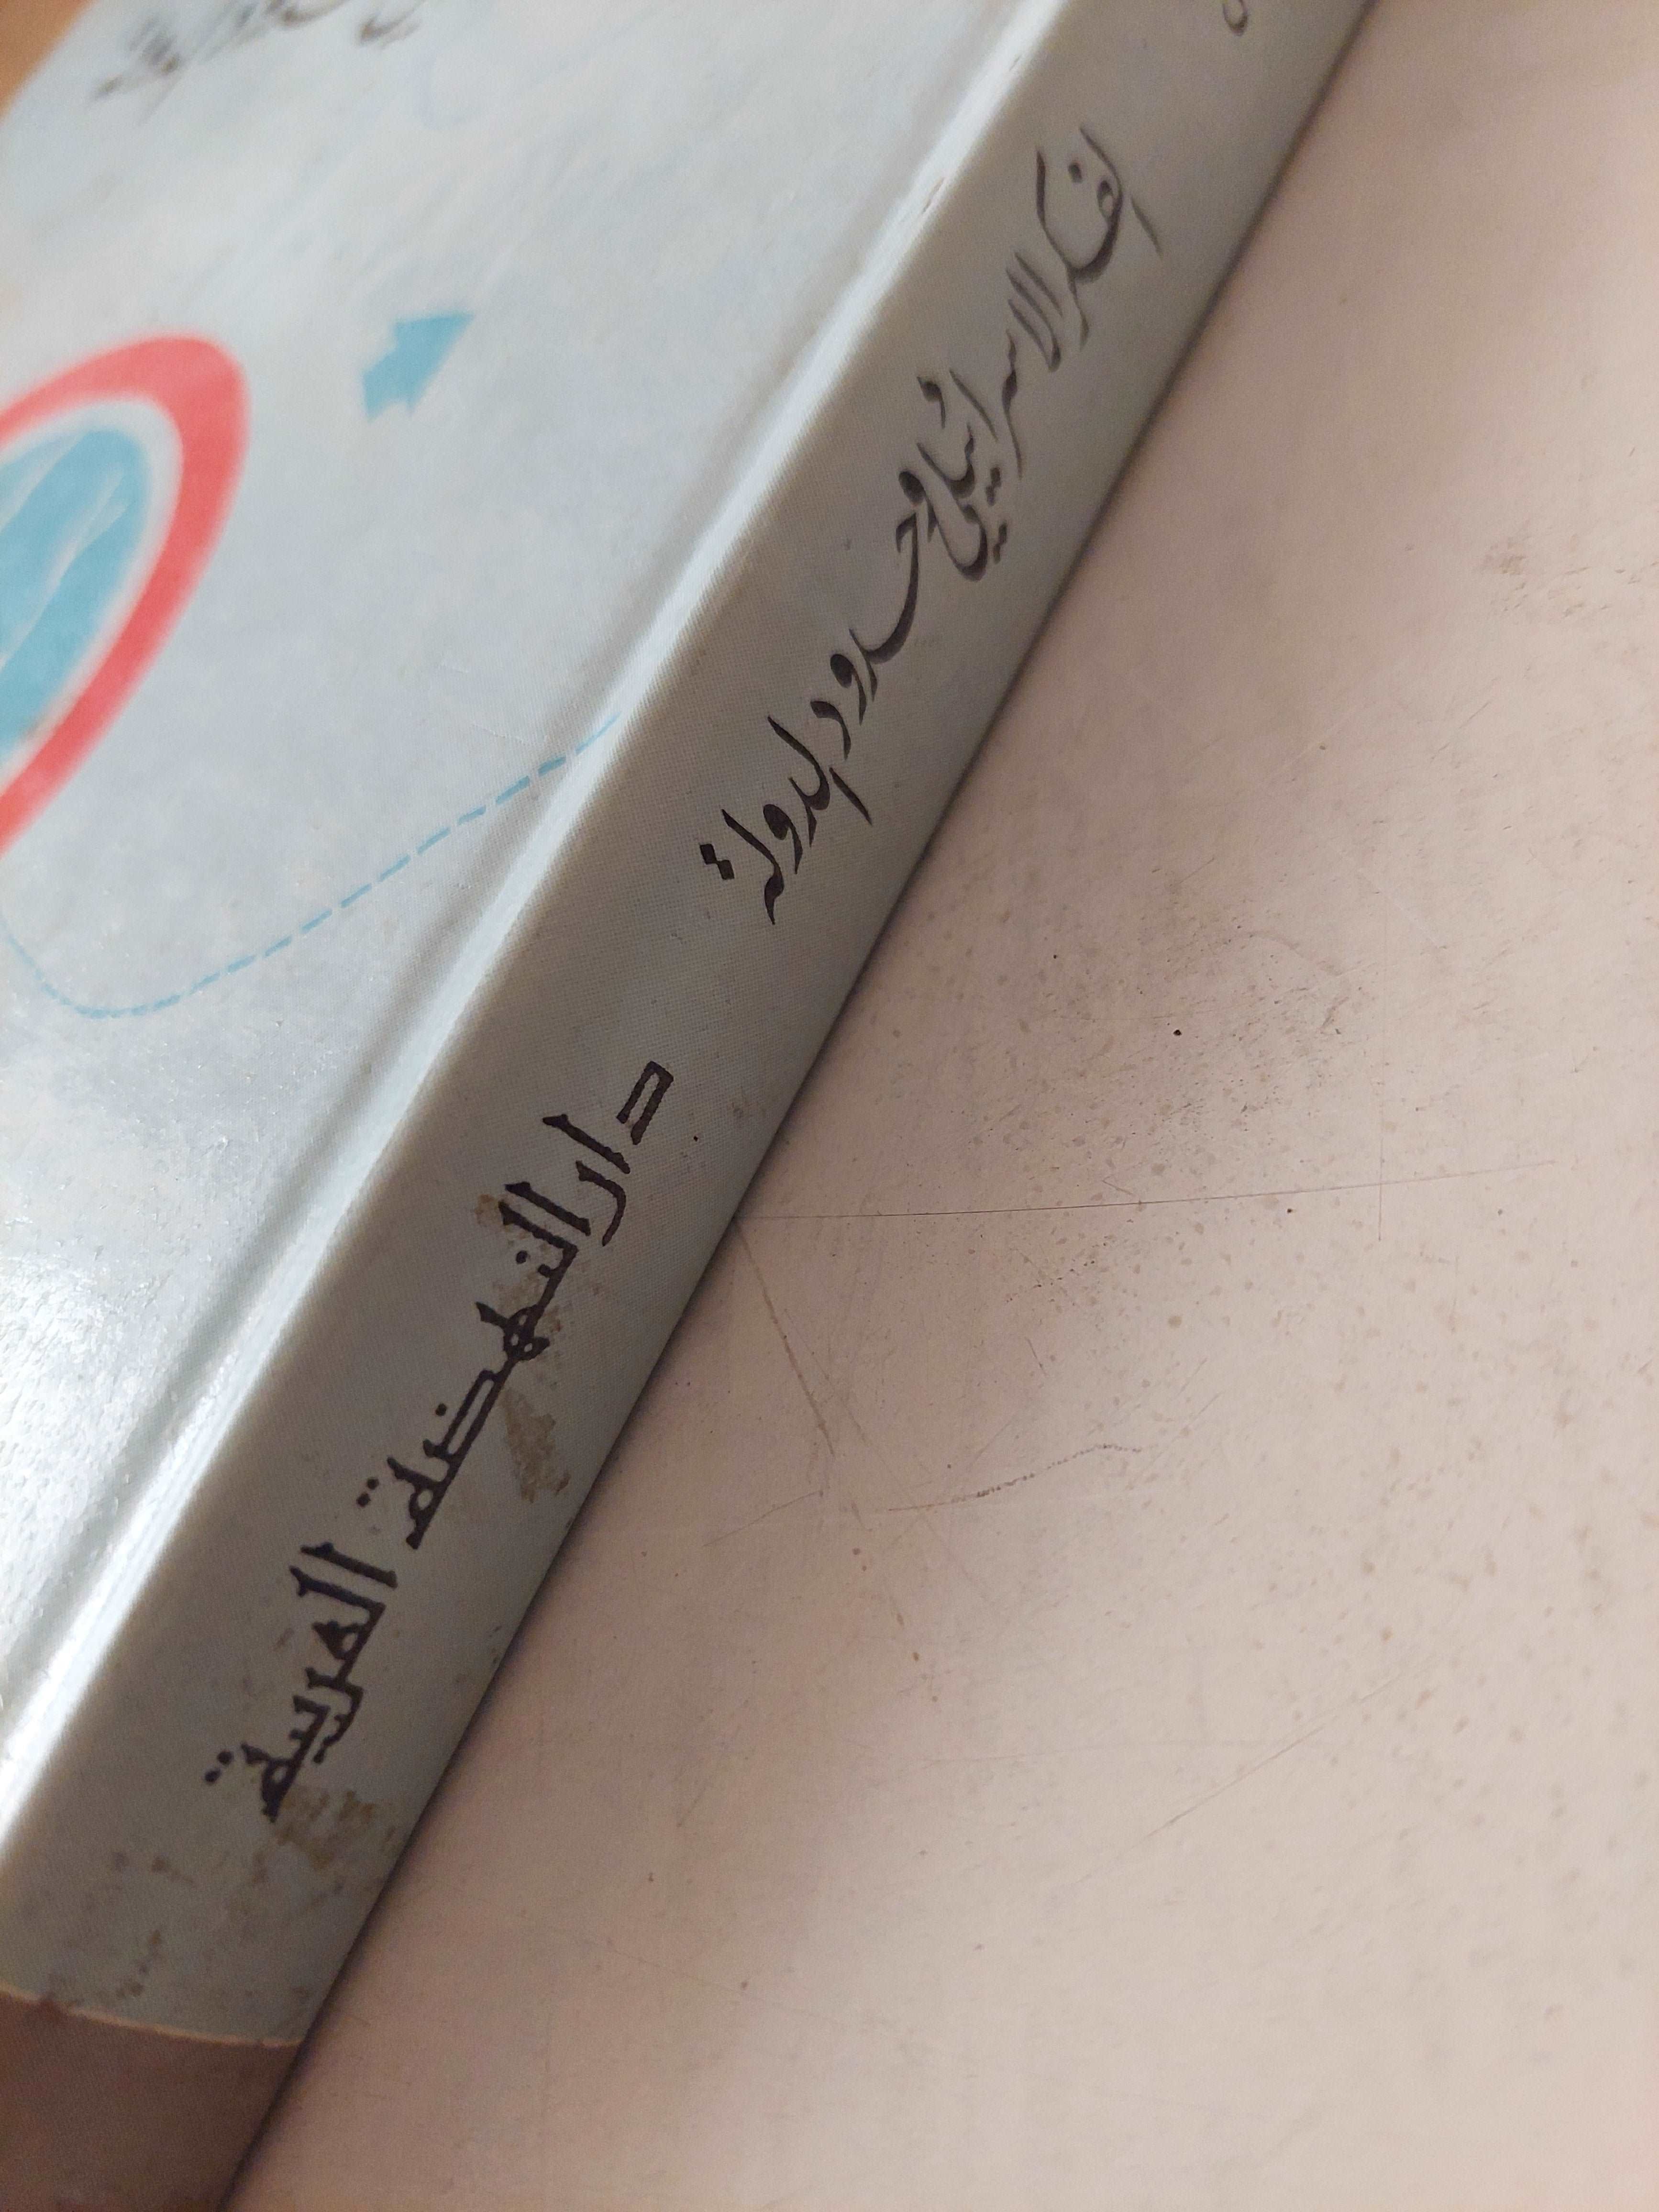 الفكر الاسرائيلي وحدود الدولة
دار النهضة العربية